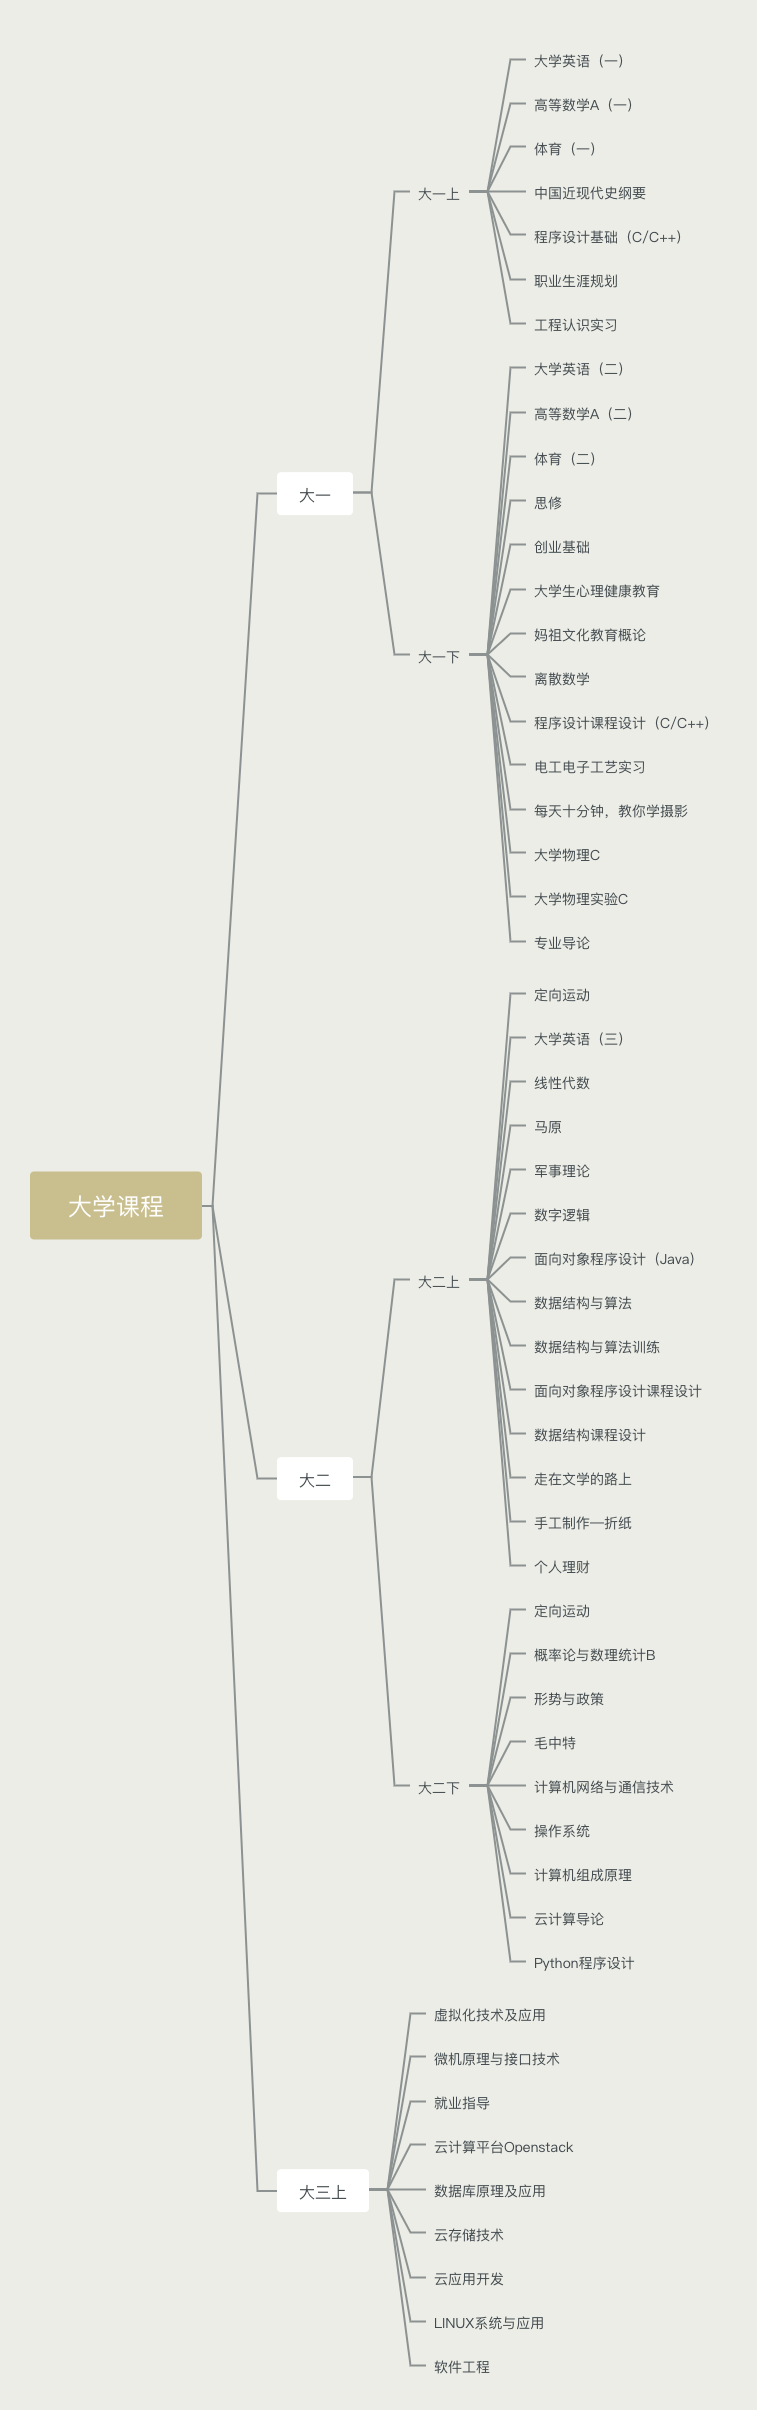 大学课程
大一
大一上
大学英语（一）
高等数学A（一）
体育（一）
中国近现代史纲要
程序设计基础（C/C++）
职业生涯规划
工程认识实习
大一下
大学英语（二）
高等数学A（二）
体育（二）
思修
创业基础
大学生心理健康教育
妈祖文化教育概论
离散数学
程序设计课程设计（C/C++）
电工电子工艺实习
每天十分钟，教你学摄影
大学物理C
大学物理实验C
专业导论
大二
大二上
定向运动
大学英语（三）
线性代数
马原
军事理论
数字逻辑
面向对象程序设计（Java）
数据结构与算法
数据结构与算法训练
面向对象程序设计课程设计
数据结构课程设计
走在文学的路上
手工制作—折纸
个人理财
大二下
定向运动
概率论与数理统计B
形势与政策
毛中特
计算机网络与通信技术
操作系统
计算机组成原理
云计算导论
Python程序设计
大三上
虚拟化技术及应用
微机原理与接口技术
就业指导
云计算平台Openstack
数据库原理及应用
云存储技术
云应用开发
LINUX系统与应用
软件工程